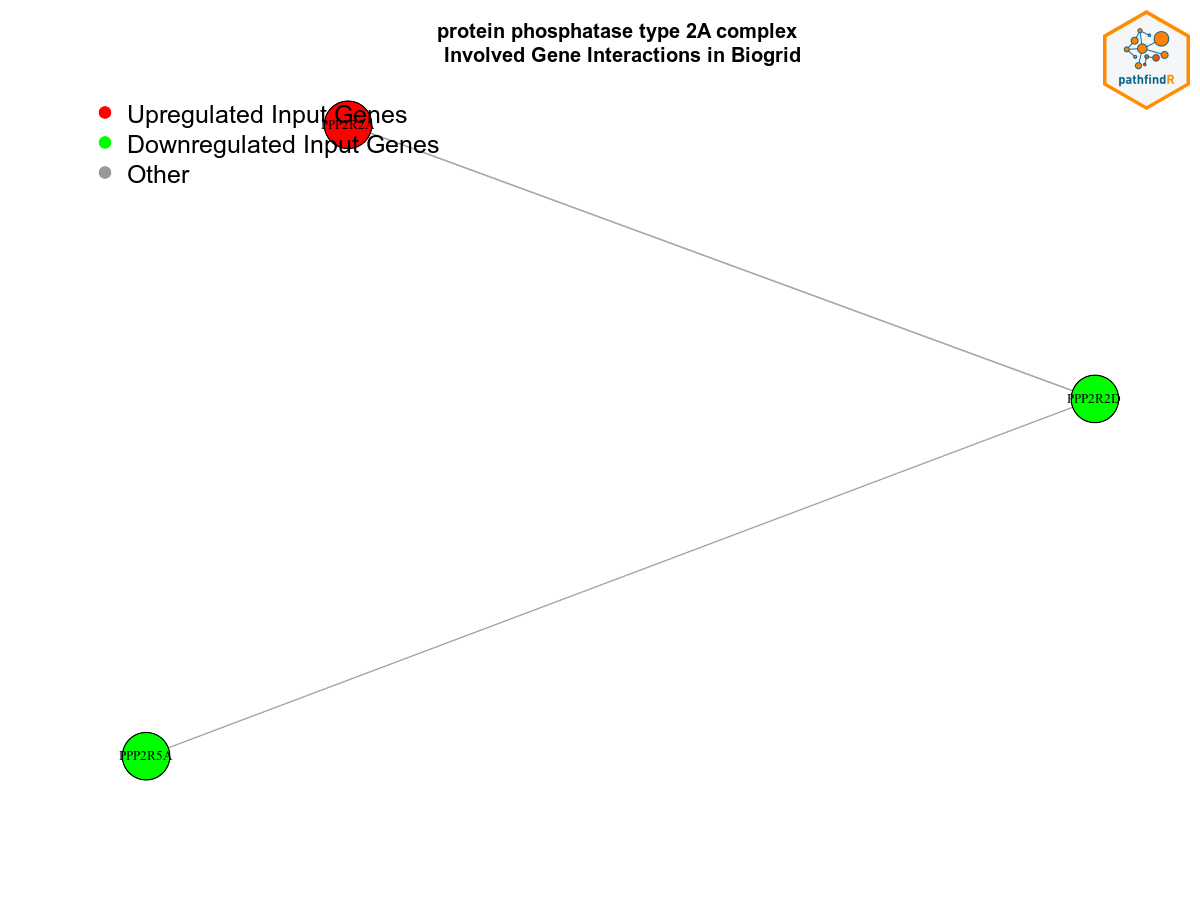 protein phosphatase type 2A complex
Involved Gene Interactions in Biogrid
pathfindR
Upregulated Input Genes
PPP2R2A
Downregulated Input Genes
Other
PPP2R2D
PPP2R5A